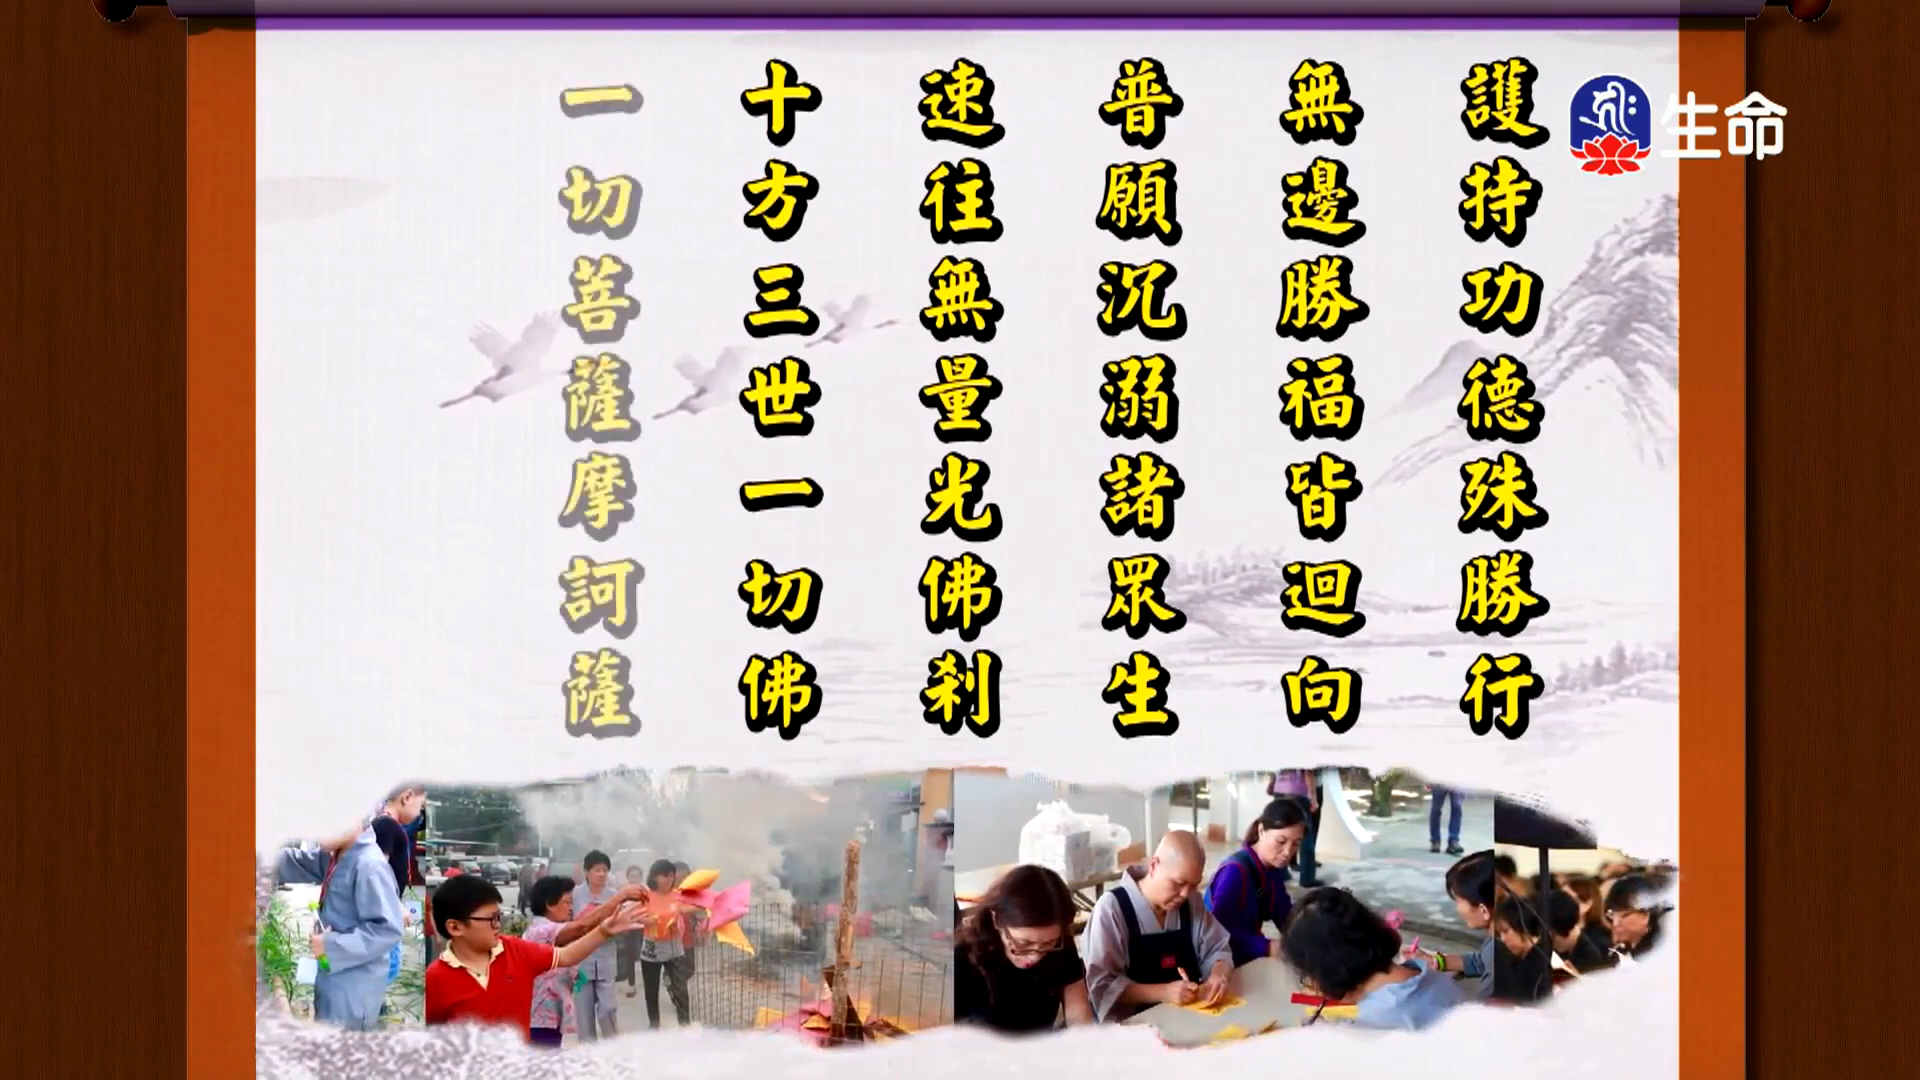 護持功德殊勝行
無邊勝福皆迴向
普願沉溺諸眾生
速往無量光佛剎
十方三世一切佛
一切菩薩摩訶薩
生命